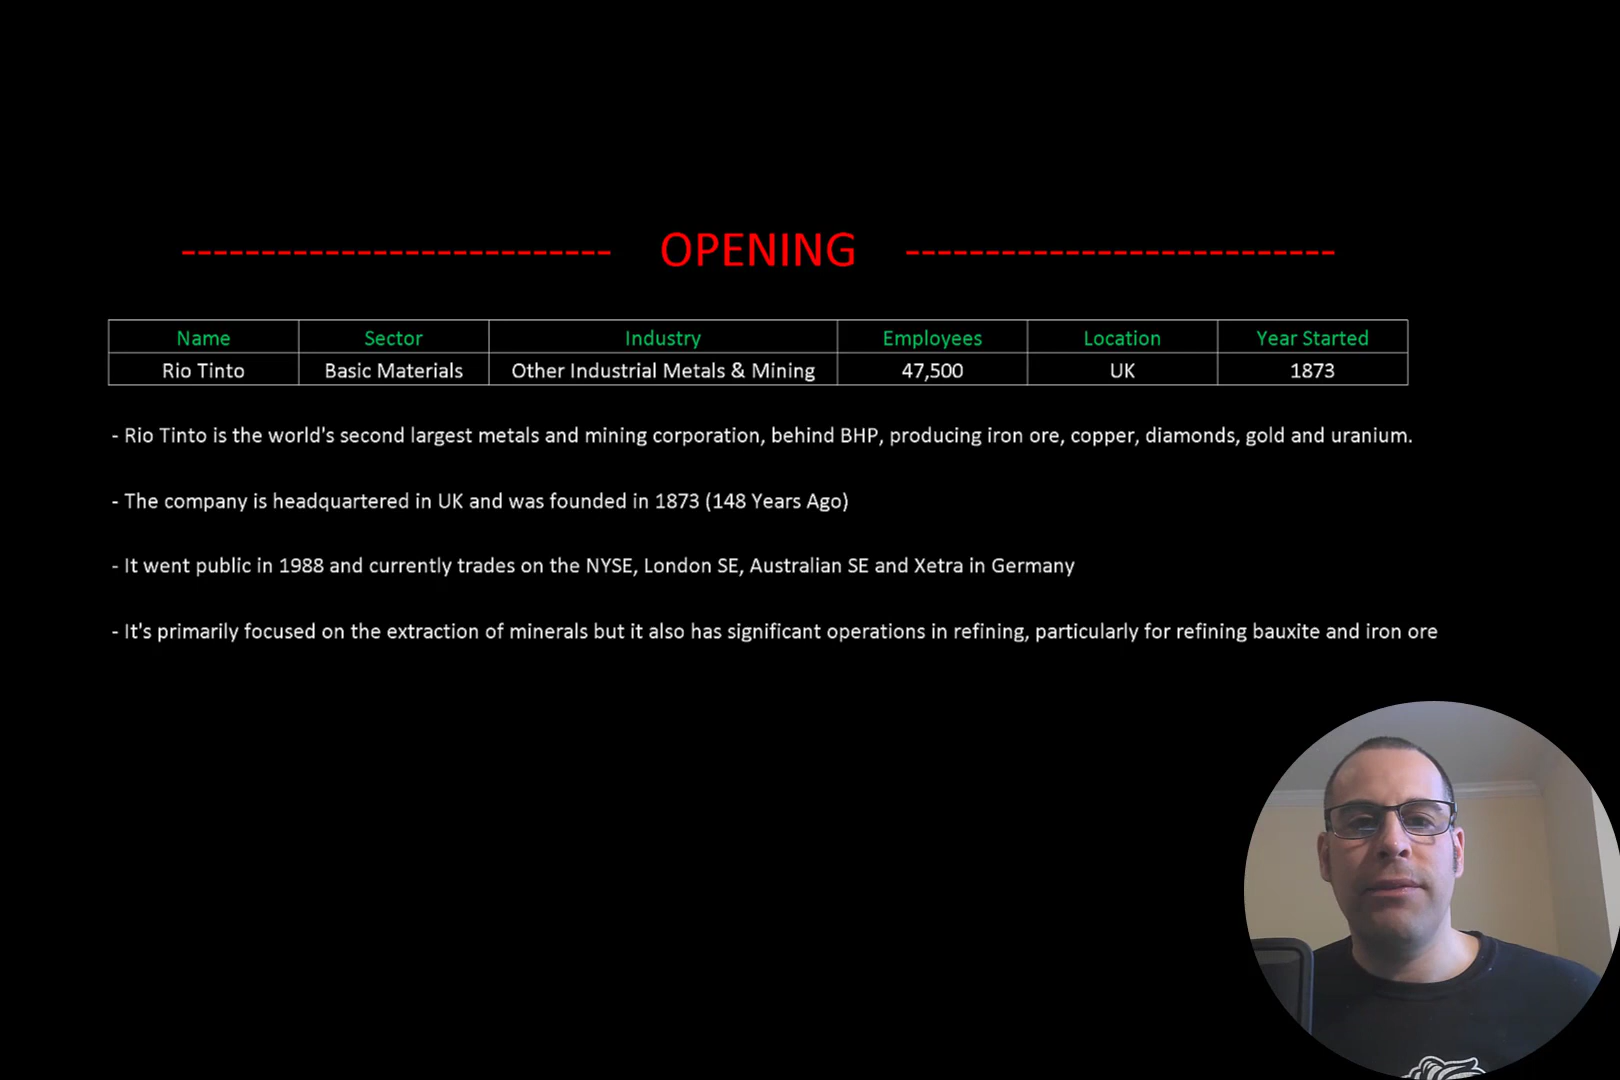 --------------------------- OPENING ---------------------------
Name Sector Industry Employees Location Year Started
Rio Tinto Basic Materials Other Industrial Metals & Mining 47,500 UK 1873
- Rio Tinto is the world's second largest metals and mining corporation, behind BHP, producing iron ore, copper, diamonds, gold and uranium.
- The company is headquartered in UK and was founded in 1873 (148 Years Ago)
- It went public in 1988 and currently trades on the NYSE, London SE, Australian SE and Xetra in Germany
- It's primarily focused on the extraction of minerals but it also has significant operations in refining, particularly for refining bauxite and iron ore